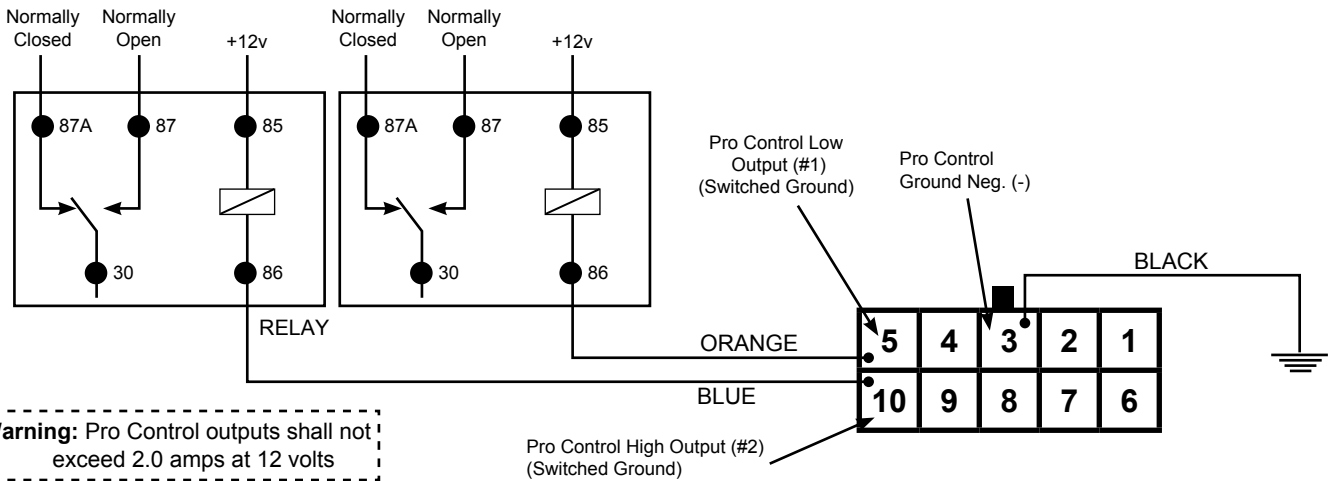 Normally Closed
Normally Open
+12v
Normally Closed
Normally Open
+12v
87A
87
85
87A
87
85
30
86
30
86
RELAY
Pro Control Low
Output (#1)
(Switched Ground)
Pro Control
Ground Neg. (-)
BLACK
ORANGE
BLUE
5 4 3 2 1
10 9 8 7 6
Pro Control High Output (#2)
(Switched Ground)
arning: Pro Control outputs shall not
exceed 2.0 amps at 12 volts